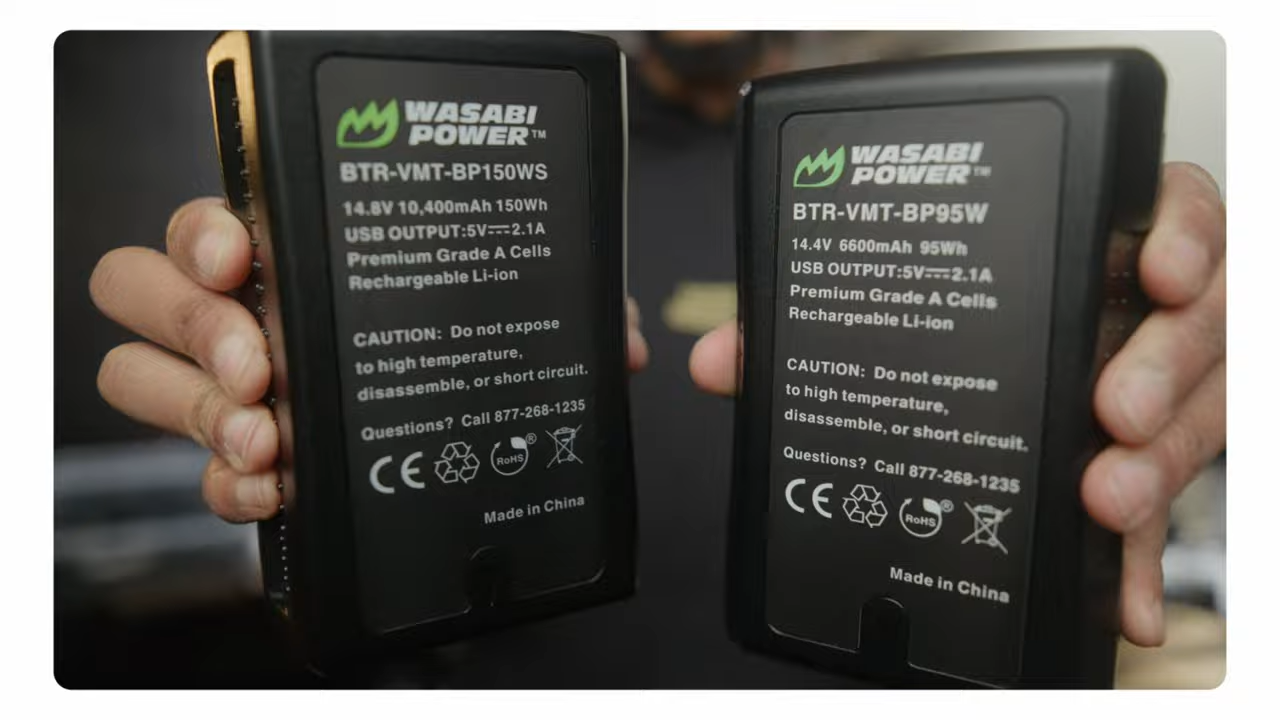 WASABI
POWER™
BTR-VMT-BP150WS
14.8V 10,400mAh 150Wh
USB OUTPUT:5V⎓2.1A
Premium Grade A Cells
Rechargeable Li-ion
CAUTION: Do not expose
to high temperature,
disassemble, or short circuit.
Questions? Call 877-268-1235
CE RoHS®
Made in China
WASABI
POWER™
BTR-VMT-BP95W
14.4V 6600mAh 95Wh
USB OUTPUT:5V⎓2.1A
Premium Grade A Cells
Rechargeable Li-ion
CAUTION: Do not expose
to high temperature,
disassemble, or short circuit.
Questions? Call 877-268-1235
CE RoHS®
Made in China